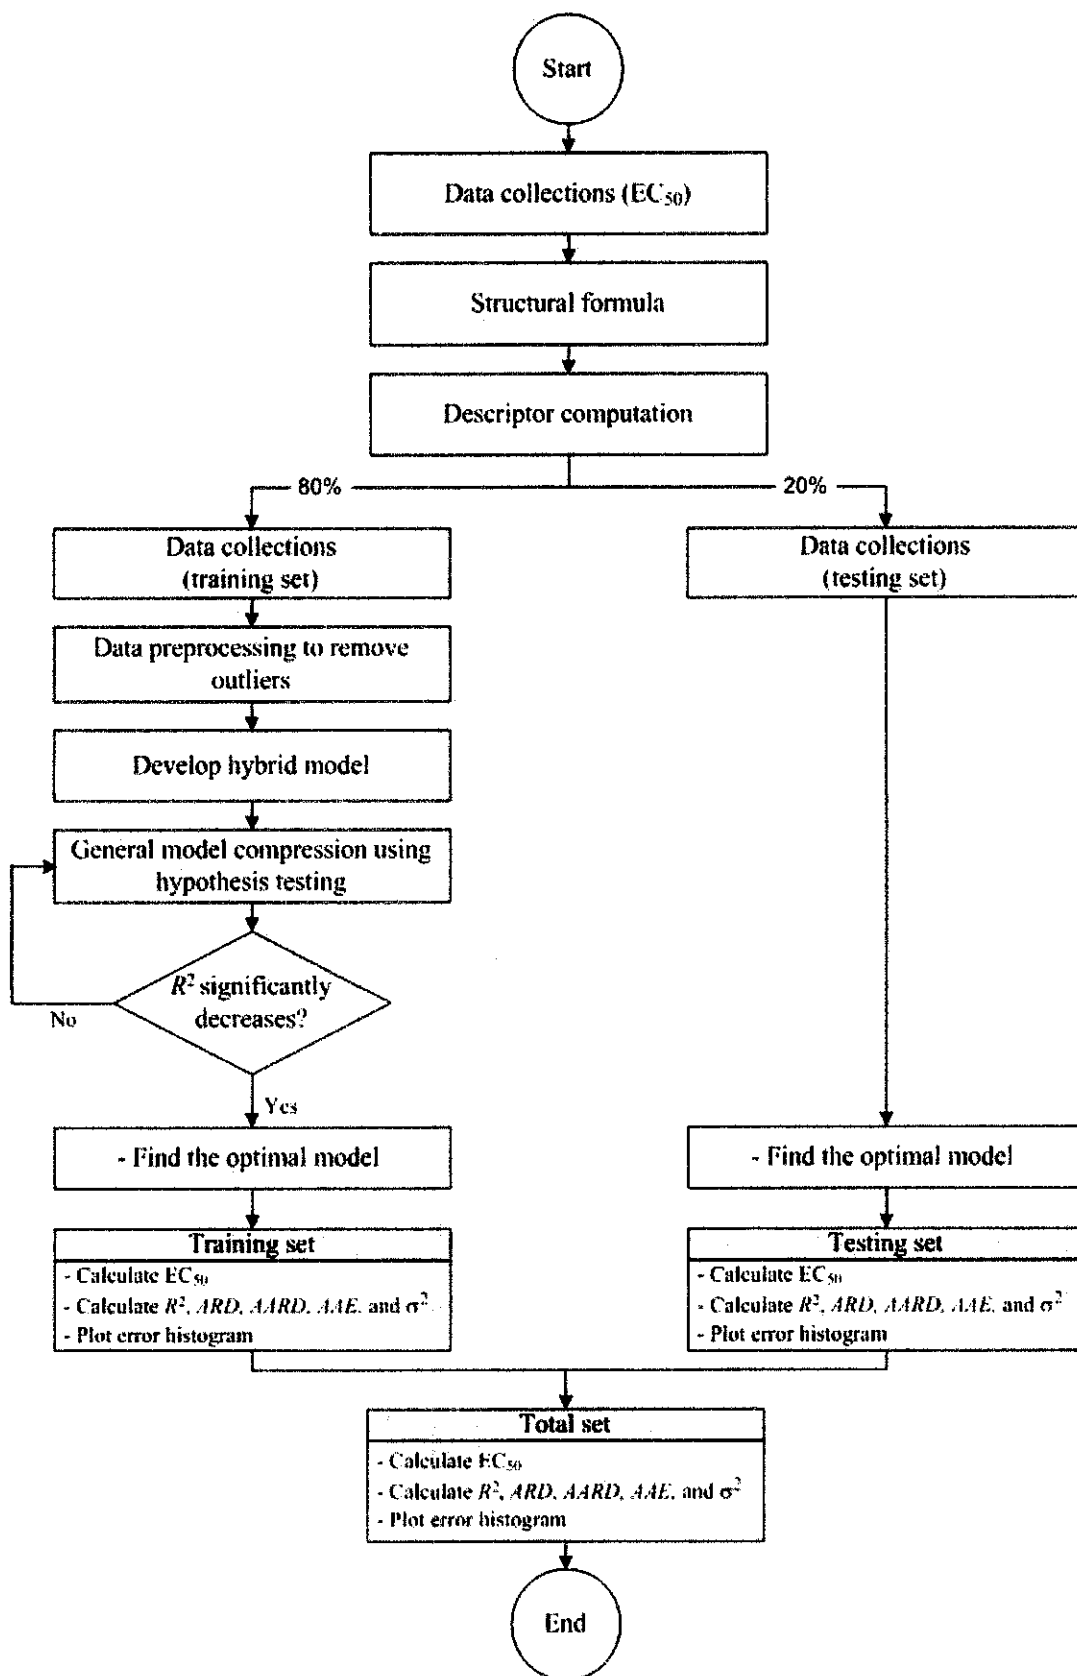 Start
Data collections (EC₅₀)
Structural formula
Descriptor computation
80%
20%
Data collections
(training set)
Data collections
(testing set)
Data preprocessing to remove
outliers
Develop hybrid model
General model compression using
hypothesis testing
R² significantly
decreases?
No
Yes
- Find the optimal model
- Find the optimal model
Training set
- Calculate EC₅₀
- Calculate R², ARD, AARD, AAE, and σ²
- Plot error histogram
Testing set
- Calculate EC₅₀
- Calculate R², ARD, AARD, AAE, and σ²
- Plot error histogram
Total set
- Calculate EC₅₀
- Calculate R², ARD, AARD, AAE, and σ²
- Plot error histogram
End